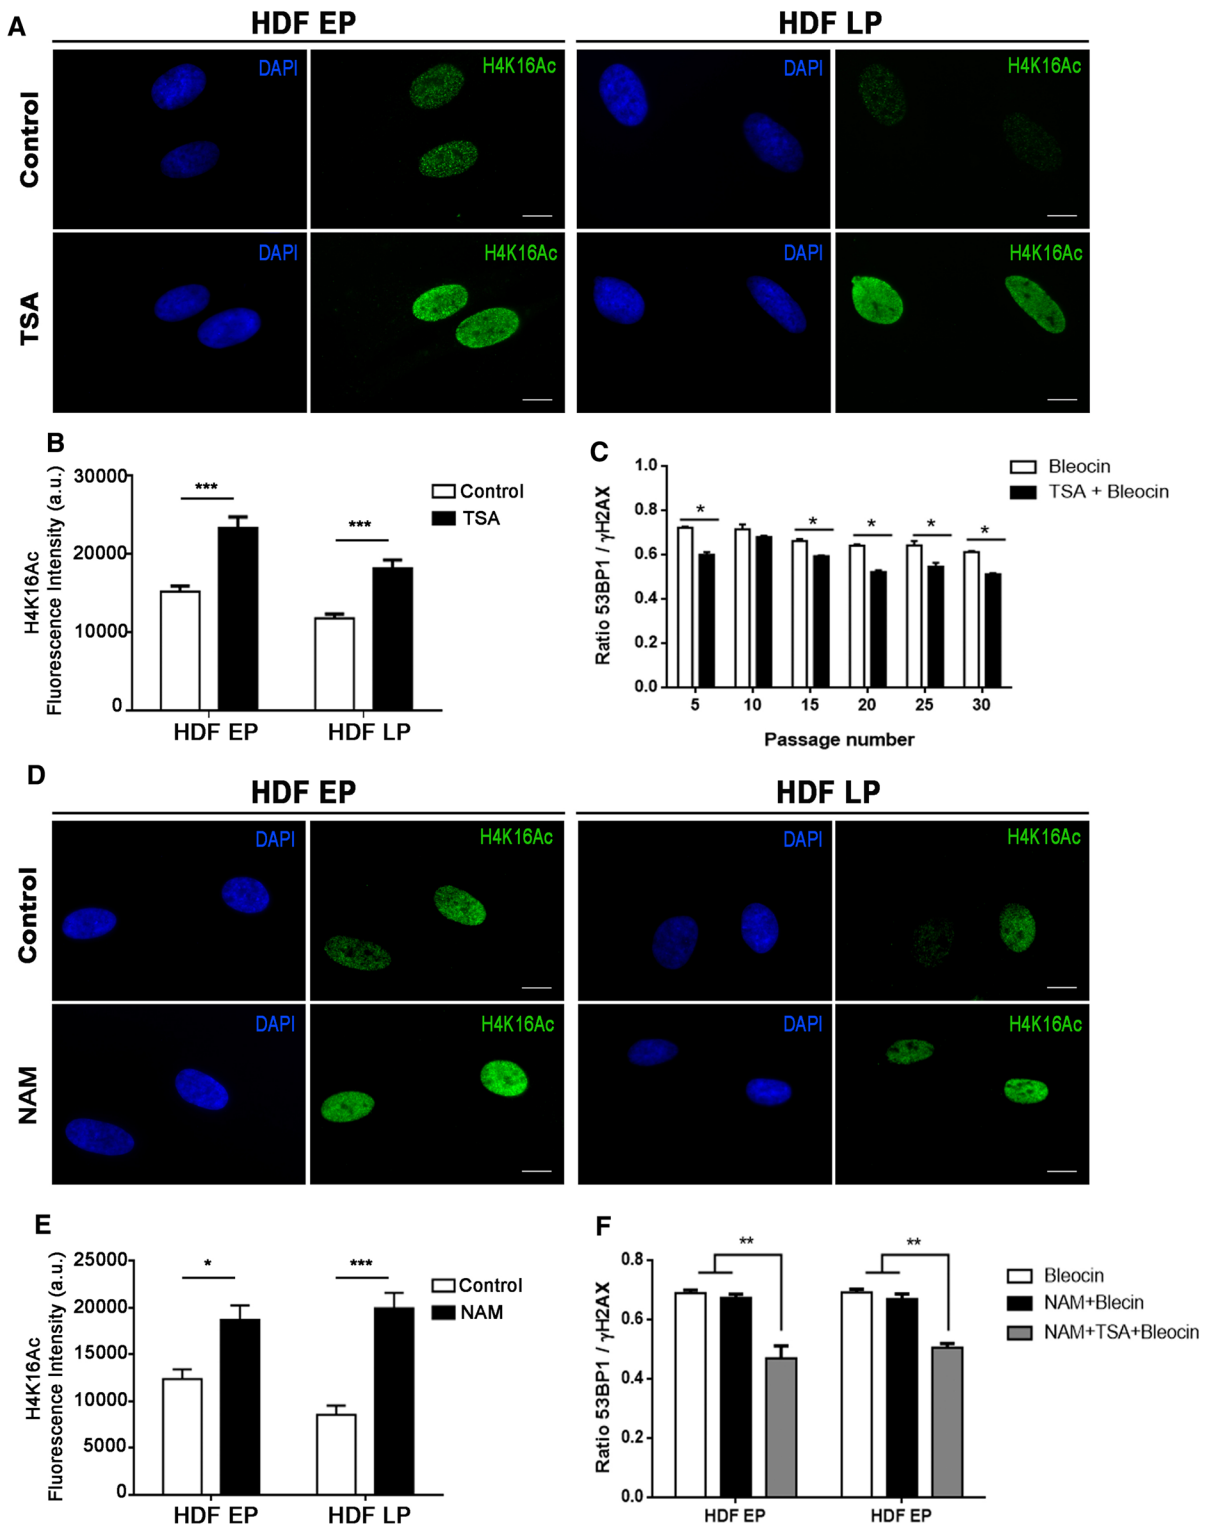 A
HDF EP
HDF LP
Control
DAPI
H4K16Ac
DAPI
H4K16Ac
TSA
DAPI
H4K16Ac
DAPI
H4K16Ac
B
H4K16Ac
Fluorescence Intensity (a.u.)
30000
20000
10000
0
***
***
Control
TSA
HDF EP
HDF LP
C
Ratio 53BP1 / γH2AX
1.0
0.8
0.6
0.4
0.2
0.0
*
*
*
*
*
Bleocin
TSA + Bleocin
5
10
15
20
25
30
Passage number
D
HDF EP
HDF LP
Control
DAPI
H4K16Ac
DAPI
H4K16Ac
NAM
DAPI
H4K16Ac
DAPI
H4K16Ac
E
H4K16Ac
Fluorescence Intensity (a.u.)
25000
20000
15000
10000
5000
0
*
***
Control
NAM
HDF EP
HDF LP
F
Ratio 53BP1 / γH2AX
0.8
0.6
0.4
0.2
0.0
**
**
Bleocin
NAM+Blecin
NAM+TSA+Bleocin
HDF EP
HDF EP